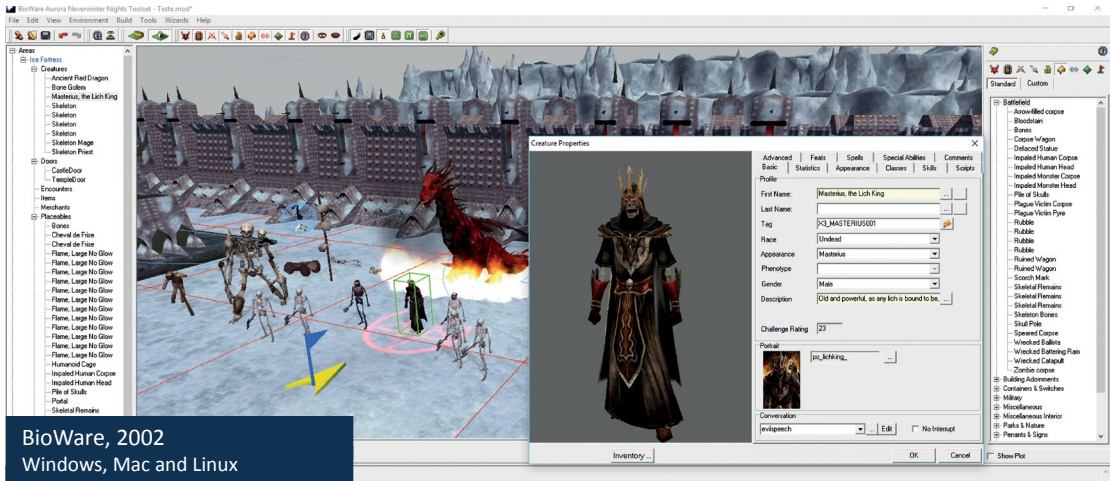 BioWare Aurora Neverwinter Nights Toolset - Teste.mod*
File Edit View Environment Build Tools Wizards Help
Areas
Ice Fortress
Creatures
Ancient Red Dragon
Bone Golem
Masterius, the Lich King
Skeleton
Skeleton
Skeleton
Skeleton
Skeleton Mage
Skeleton Priest
Doors
CastleDoor
TempleDoor
Encounters
Items
Merchants
Placeables
Bones
Cheval de Frise
Cheval de Frise
Flame, Large No Glow
Flame, Large No Glow
Flame, Large No Glow
Flame, Large No Glow
Flame, Large No Glow
Flame, Large No Glow
Flame, Large No Glow
Flame, Large No Glow
Flame, Large No Glow
Humanoid Cage
Impaled Human Corpse
Impaled Human Head
Pile of Skulls
Portal
Skeletal Remains
Creature Properties
Advanced Feats Spells Special Abilities Comments
Basic Statistics Appearance Classes Skills Scripts
Profile
First Name: Masterius, the Lich King ...
Last Name: ...
Tag X3_MASTERIUS001
Race Undead
Appearance Masterius
Phenotype
Gender Male
Description Old and powerful, as any lich is bound to be. ...
Challenge Rating 23
Portrait
po_lichking_ ...
Conversation
evilspeech ... Edit No Interrupt
Inventory ... OK Cancel
Standard Custom
Battlefield
Arrow-filled corpse
Bloodstain
Bones
Corpse Wagon
Defaced Statue
Impaled Human Corpse
Impaled Human Head
Impaled Monster Corpse
Impaled Monster Head
Pile of Skulls
Plague Victim Corpse
Plague Victim Pyre
Rubble
Rubble
Rubble
Rubble
Ruined Wagon
Ruined Wagon
Scorch Mark
Skeletal Remains
Skeletal Remains
Skeletal Remains
Skeleton Bones
Skull Pole
Speared Corpse
Wrecked Ballista
Wrecked Battering Ram
Wrecked Catapult
Zombie corpse
Building Adornments
Containers & Switches
Military
Miscellaneous
Miscellaneous Interior
Parks & Nature
Penants & Signs
Show Plot
BioWare, 2002
Windows, Mac and Linux